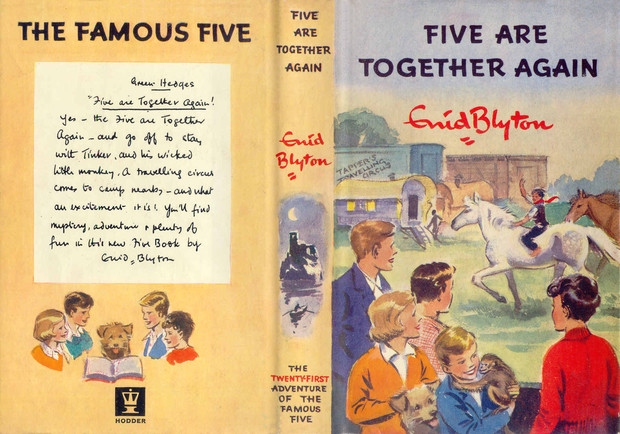 THE FAMOUS FIVE
Green Hedges
"Five are Together Again!
Yes - the Five are Together
Again - and go off to stay
with Tinker, and his wicked
little monkey. A travelling circus
comes to camp nearby - and what
an excitement it is! You'll find
mystery, adventure & plenty of
fun in this new Five Book by
Enid Blyton
HODDER
FIVE
ARE
TOGETHER
AGAIN
Enid
Blyton
THE
TWENTY-FIRST
ADVENTURE
OF THE
FAMOUS
FIVE
FIVE ARE
TOGETHER AGAIN
Enid Blyton
TAPPER'S
TRAVELLING
CIRCUS